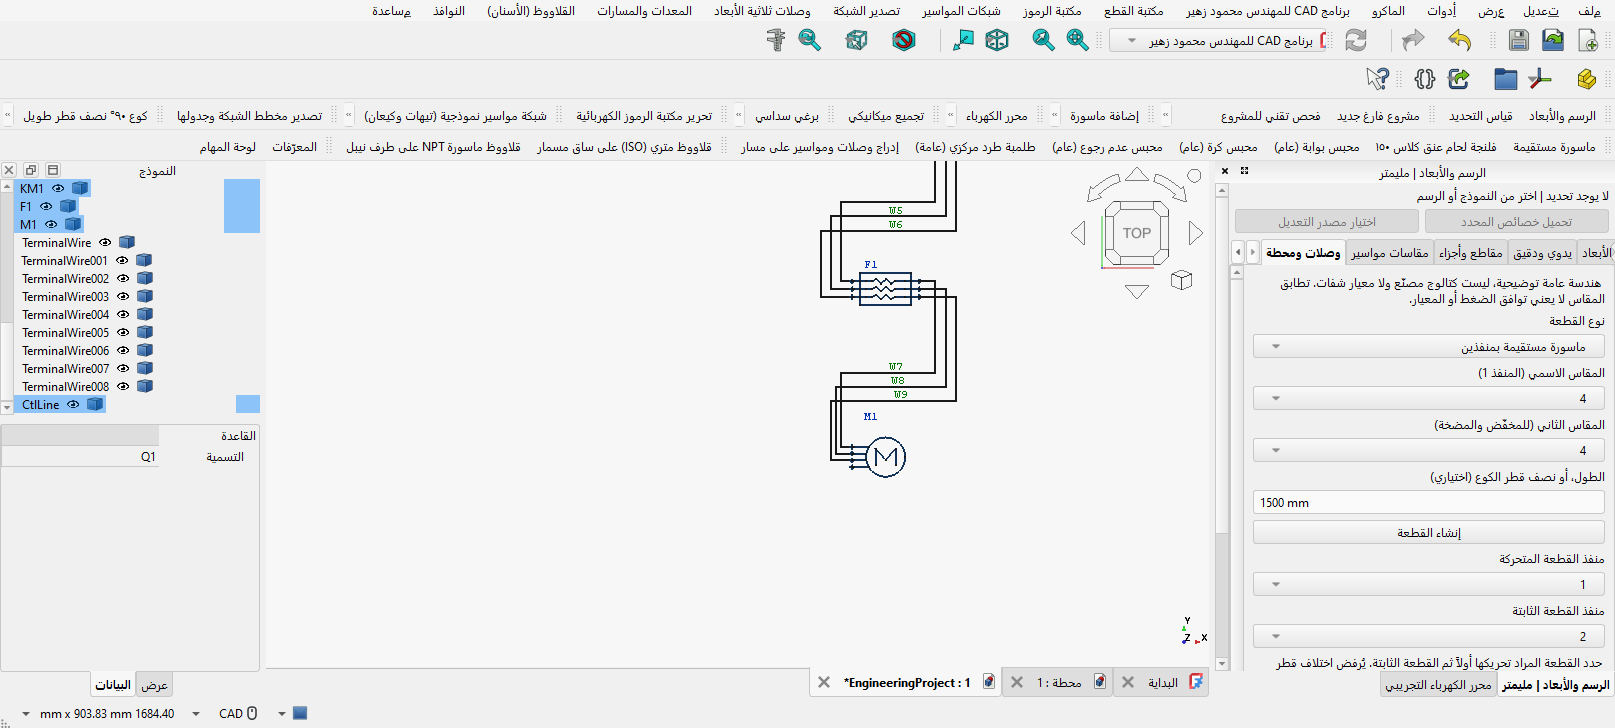 ملف عرض تعديل أدوات الماكرو برنامج CAD للمهندس محمود زهير مكتبة القطع مكتبة الرموز شبكات المواسير تصدير الشبكة وصلات ثلاثية الأبعاد القلاووظ (الأسنان) المعدات والمسارات النوافذ مساعدة
برنامج CAD للمهندس محمود زهير
الرسم والأبعاد قياس التحديد مشروع فارغ جديد فحص تقني للمشروع إضافة ماسورة محرر الكهرباء تجميع ميكانيكي برغي سداسي تحرير مكتبة الرموز الكهربائية شبكة مواسير نموذجية (تيهات وكيعان) تصدير مخطط الشبكة وجدولها كوع ٩٠° نصف قطر طويل
ماسورة مستقيمة فلنجة لحام عنق كلاس ١٥٠ محبس بوابة (عام) محبس كرة (عام) محبس عدم رجوع (عام) طلمبة طرد مركزي (عامة) إدراج وصلات ومواسير على مسار قلاووظ متري (ISO) على ساق مسمار قلاووظ ماسورة NPT على طرف نيبل المعرّفات لوحة المهام
الرسم والأبعاد | مليمتر
لا يوجد تحديد | اختر من النموذج أو الرسم
تحميل خصائص المحدد اختيار مصدر التعديل
الأبعاد يدوي ودقيق مقاطع وأجزاء مقاسات مواسير وصلات ومحطة
هندسة عامة توضيحية، ليست كتالوج مصنّع ولا معيار شفات. تطابق
المقاس لا يعني توافق الضغط أو المعيار.
نوع القطعة
ماسورة مستقيمة بمنفذين
المقاس الاسمي (المنفذ 1)
4
المقاس الثاني (للمخفّض والمضخة)
4
الطول، أو نصف قطر الكوع (اختياري)
1500 mm
إنشاء القطعة
منفذ القطعة المتحركة
1
منفذ القطعة الثابتة
2
حدد القطعة المراد تحريكها أولاً ثم القطعة الثابتة. يُرفض اختلاف قطر
الرسم والأبعاد | مليمتر محرر الكهرباء التجريبي
TOP
W5
W6
F1
W7
W8
W9
M1
M
Y
Z X
البداية محطة : 1 EngineeringProject : 1*
النموذج
KM1
F1
M1
TerminalWire
TerminalWire001
TerminalWire002
TerminalWire003
TerminalWire004
TerminalWire005
TerminalWire006
TerminalWire007
TerminalWire008
CtlLine
القاعدة
التسمية Q1
عرض البيانات
mm x 903.83 mm 1684.40 CAD